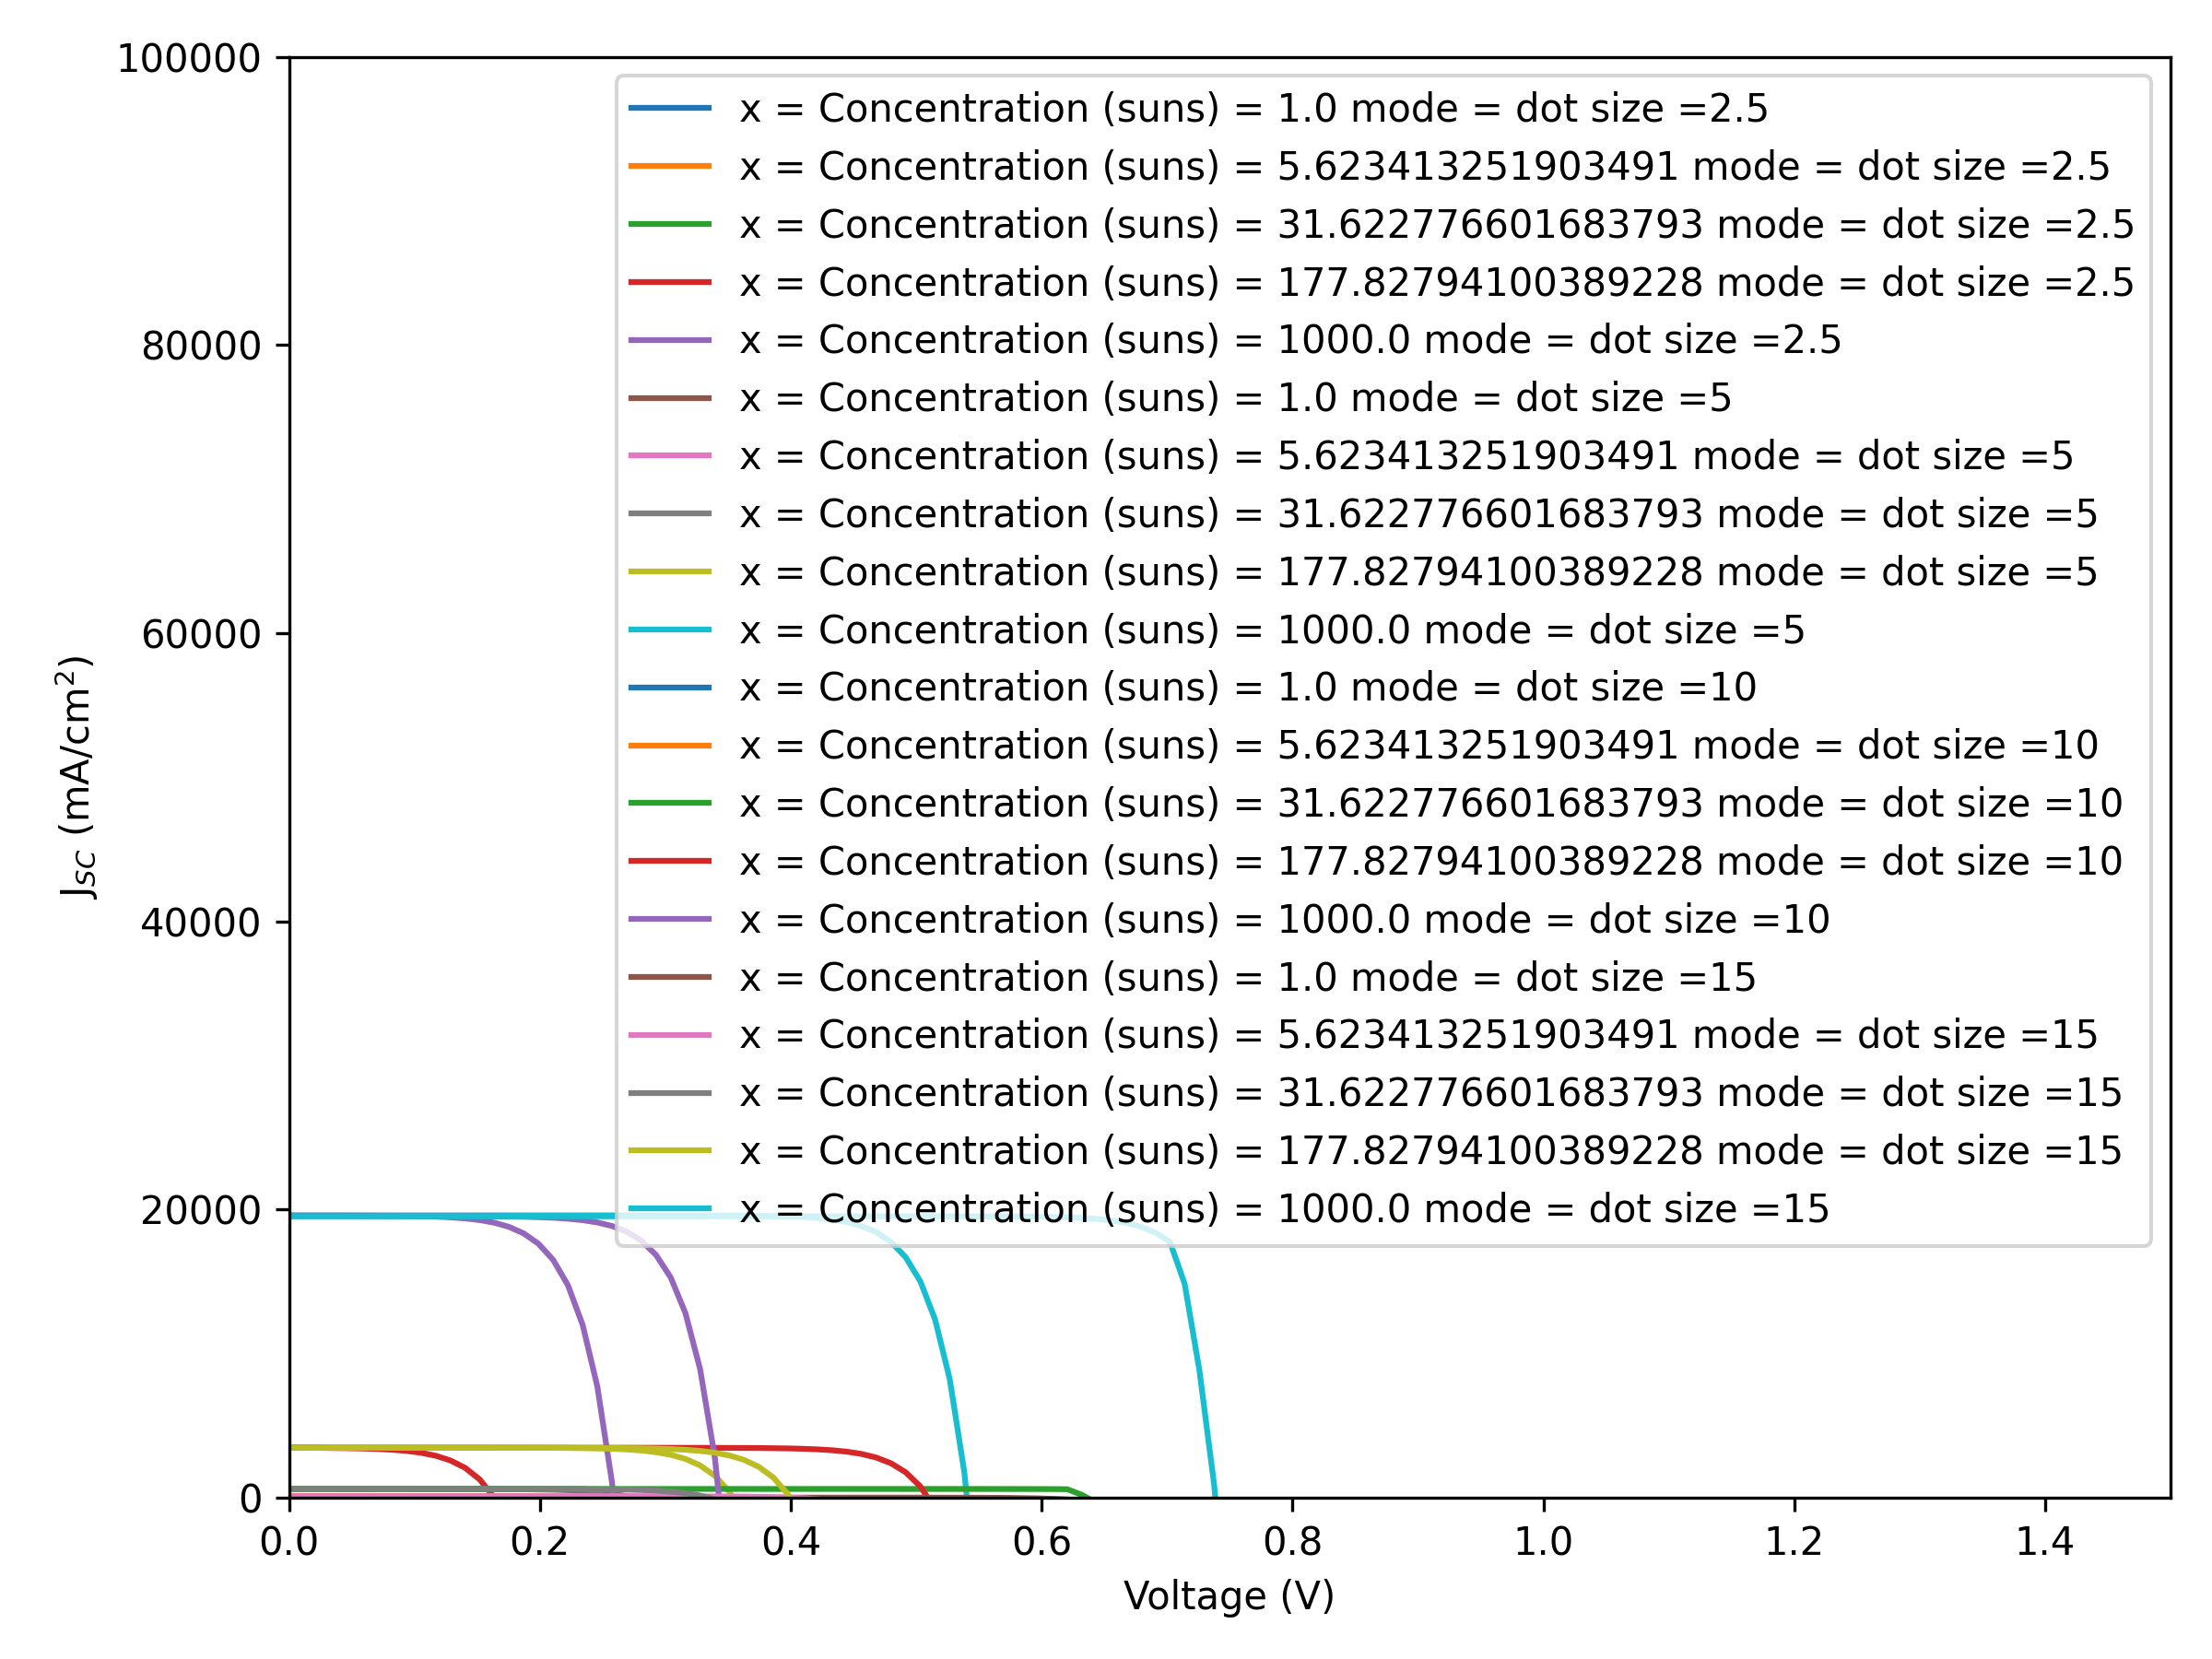 100000
80000
60000
40000
20000
0
J_SC (mA/cm²)
x = Concentration (suns) = 1.0 mode = dot size =2.5
x = Concentration (suns) = 5.623413251903491 mode = dot size =2.5
x = Concentration (suns) = 31.622776601683793 mode = dot size =2.5
x = Concentration (suns) = 177.82794100389228 mode = dot size =2.5
x = Concentration (suns) = 1000.0 mode = dot size =2.5
x = Concentration (suns) = 1.0 mode = dot size =5
x = Concentration (suns) = 5.623413251903491 mode = dot size =5
x = Concentration (suns) = 31.622776601683793 mode = dot size =5
x = Concentration (suns) = 177.82794100389228 mode = dot size =5
x = Concentration (suns) = 1000.0 mode = dot size =5
x = Concentration (suns) = 1.0 mode = dot size =10
x = Concentration (suns) = 5.623413251903491 mode = dot size =10
x = Concentration (suns) = 31.622776601683793 mode = dot size =10
x = Concentration (suns) = 177.82794100389228 mode = dot size =10
x = Concentration (suns) = 1000.0 mode = dot size =10
x = Concentration (suns) = 1.0 mode = dot size =15
x = Concentration (suns) = 5.623413251903491 mode = dot size =15
x = Concentration (suns) = 31.622776601683793 mode = dot size =15
x = Concentration (suns) = 177.82794100389228 mode = dot size =15
x = Concentration (suns) = 1000.0 mode = dot size =15
0.0 0.2 0.4 0.6 0.8 1.0 1.2 1.4
Voltage (V)